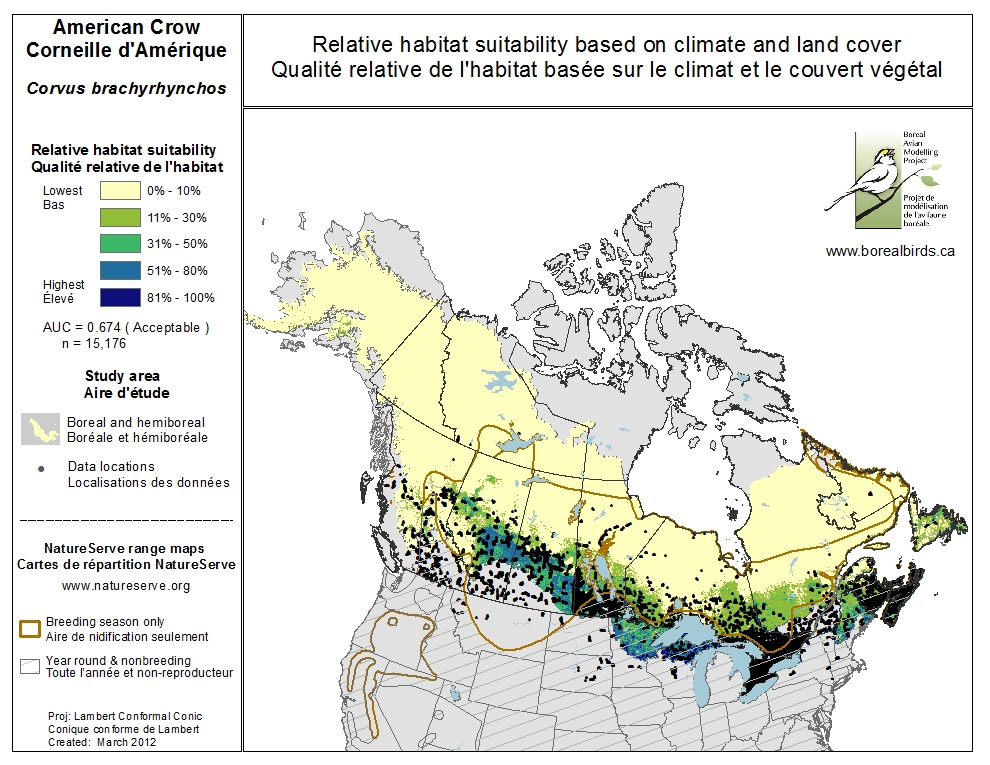 American Crow
Corneille d'Amérique
Corvus brachyrhynchos
Relative habitat suitability based on climate and land cover
Qualité relative de l'habitat basée sur le climat et le couvert végétal
Relative habitat suitability
Qualité relative de l'habitat
Lowest
Bas
0% - 10%
11% - 30%
31% - 50%
51% - 80%
Highest
Élevé
81% - 100%
AUC = 0.674 ( Acceptable )
n = 15,176
Study area
Aire d'étude
Boreal and hemiboreal
Boréale et hémiboréale
Data locations
Localisations des données
NatureServe range maps
Cartes de répartition NatureServe
www.natureserve.org
Breeding season only
Aire de nidification seulement
Year round & nonbreeding
Toute l'année et non-reproducteur
Proj: Lambert Conformal Conic
Conique conforme de Lambert
Created: March 2012
Boreal
Avian
Modelling
Project
Projet de
modélisation
de l'avifaune
boréale
www.borealbirds.ca